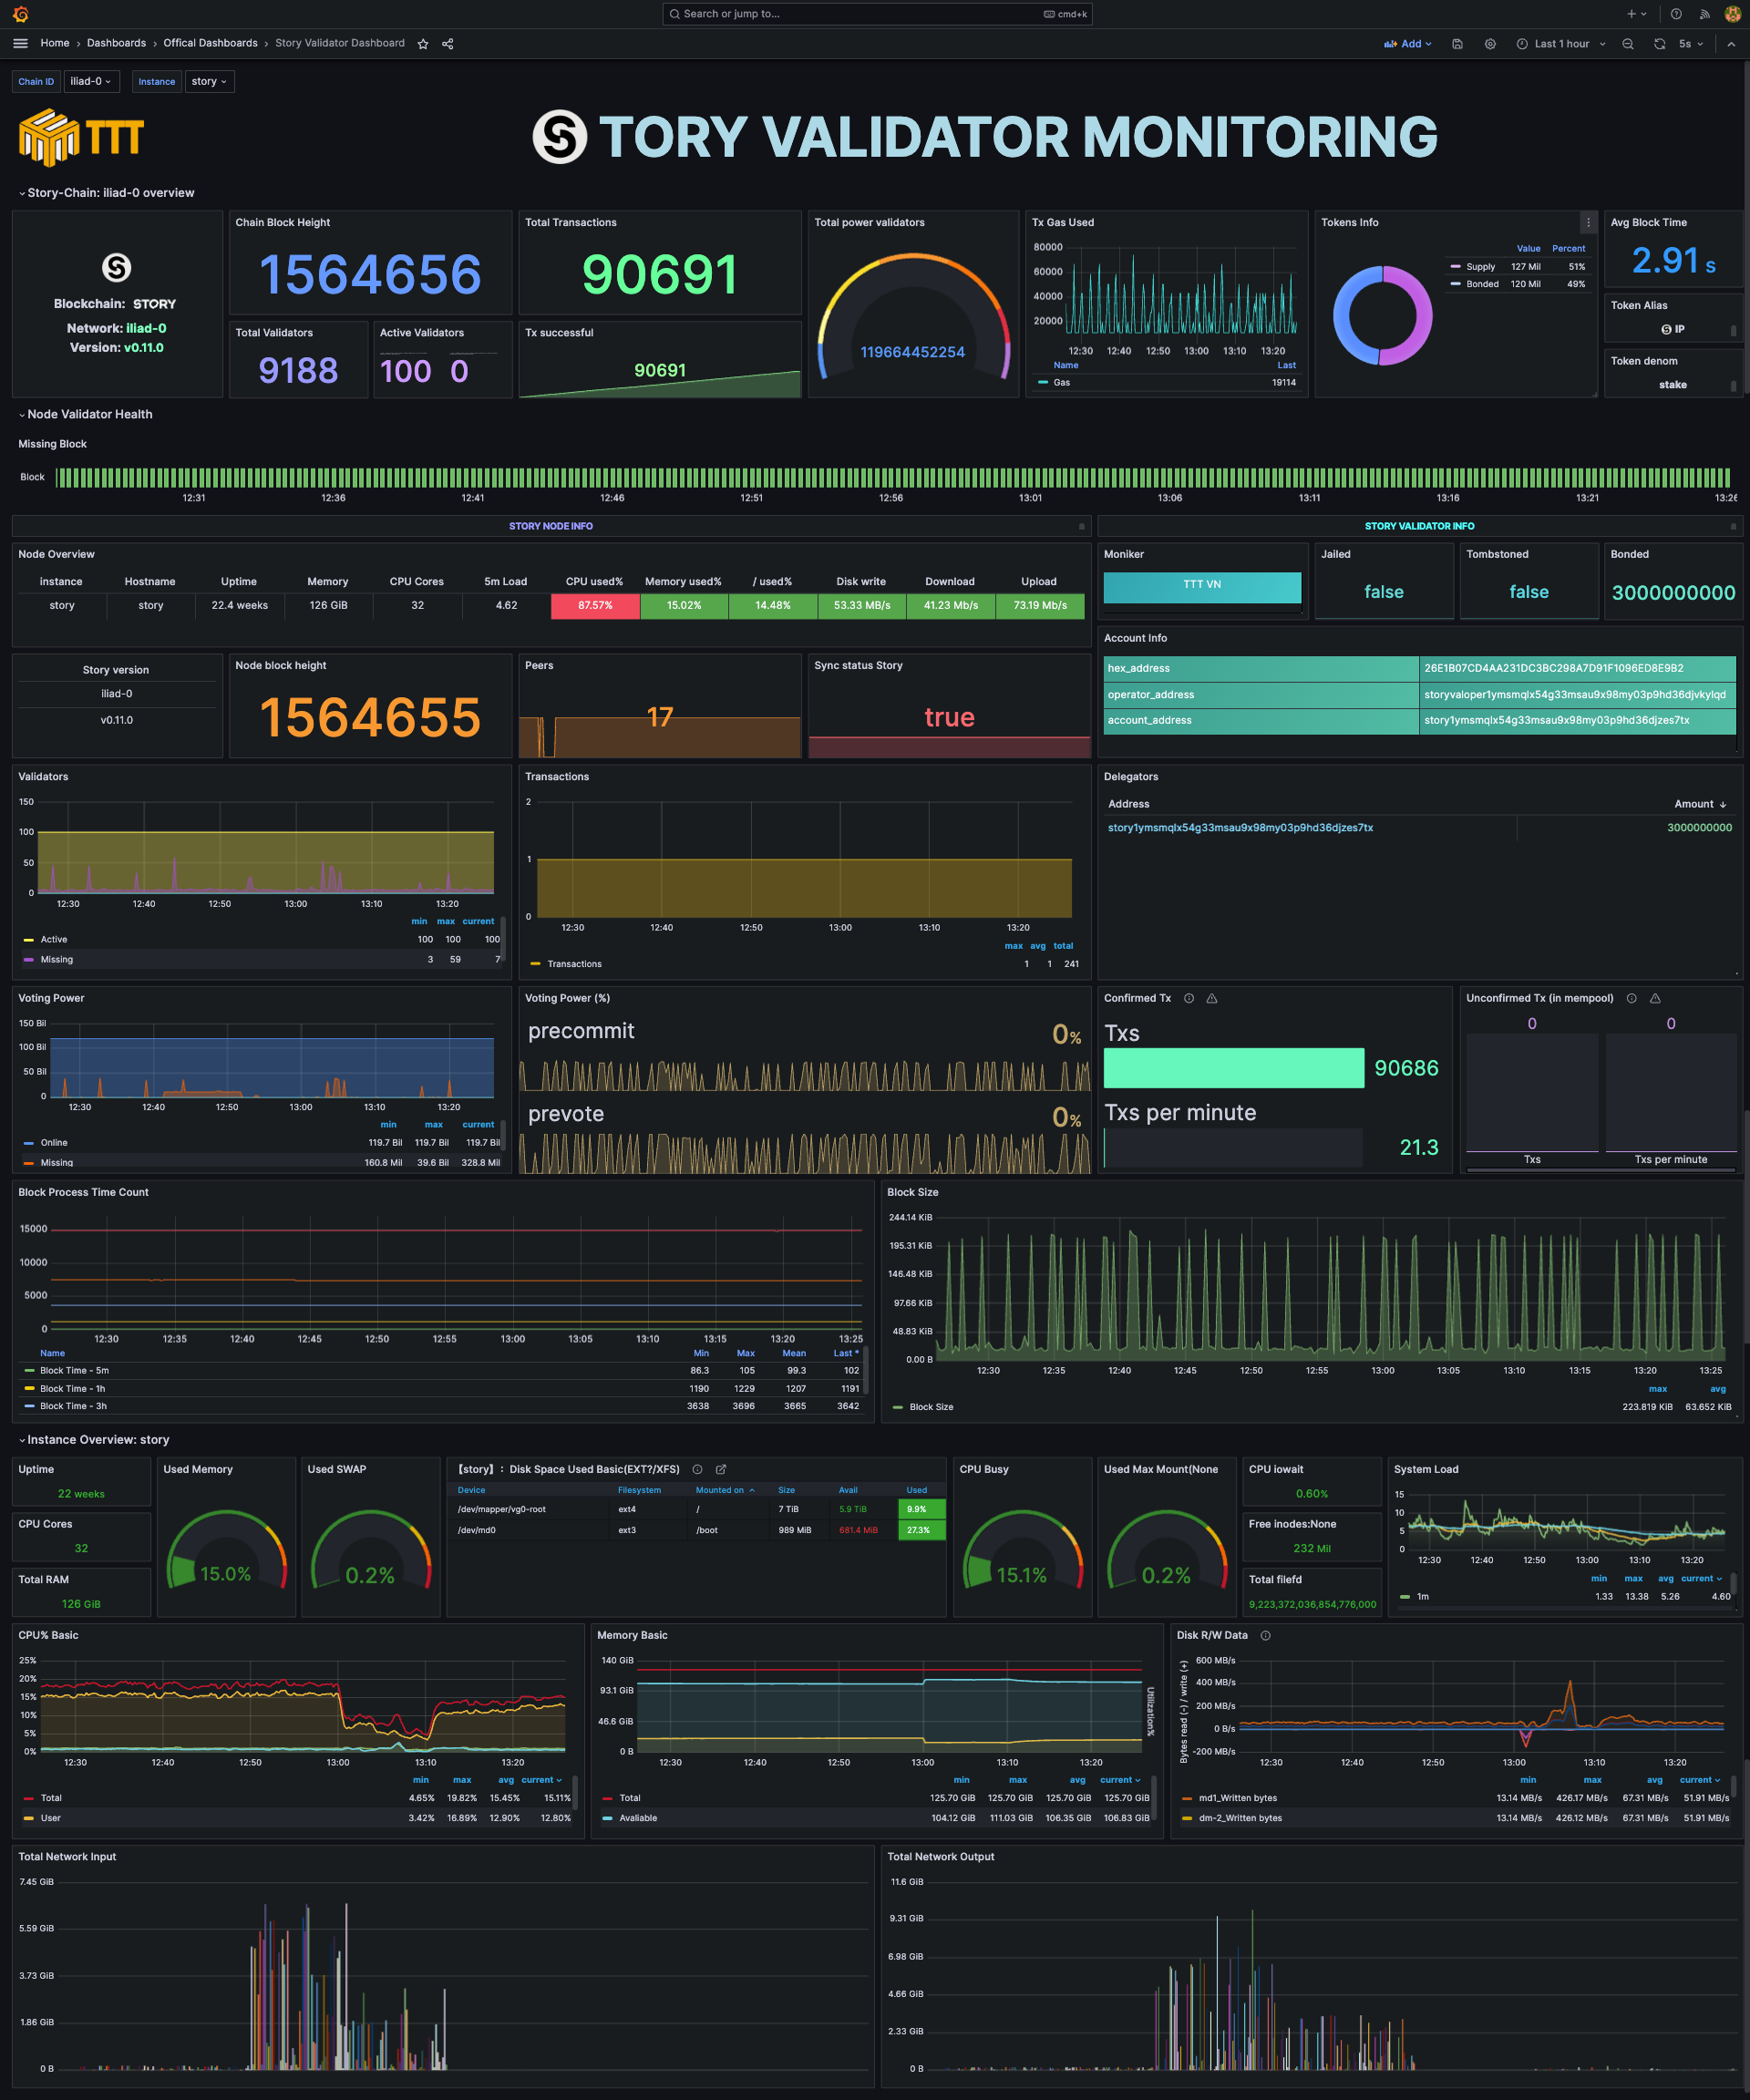 Search or jump to...
cmd+k
Home › Dashboards › Offical Dashboards › Story Validator Dashboard
Add
Last 1 hour
5s
Chain ID iliad-0
Instance story
TTT
STORY VALIDATOR MONITORING
Story-Chain: iliad-0 overview
Blockchain: STORY
Network: iliad-0
Version: v0.11.0
Chain Block Height
1564656
Total Validators
9188
Active Validators
100 0
Total Transactions
90691
Tx successful
90691
Total power validators
119664452254
Tx Gas Used
80000
60000
40000
20000
12:30 12:40 12:50 13:00 13:10 13:20
Name Last
Gas 19114
Tokens Info
Value Percent
Supply 127 Mil 51%
Bonded 120 Mil 49%
Avg Block Time
2.91 s
Token Alias
IP
Token denom
stake
Node Validator Health
Missing Block
Block
12:31 12:36 12:41 12:46 12:51 12:56 13:01 13:06 13:11 13:16 13:21 13:26
STORY NODE INFO
STORY VALIDATOR INFO
Node Overview
instance Hostname Uptime Memory CPU Cores 5m Load CPU used% Memory used% / used% Disk write Download Upload
story story 22.4 weeks 126 GiB 32 4.62 87.57% 15.02% 14.48% 53.33 MB/s 41.23 Mb/s 73.19 Mb/s
Moniker
TTT VN
Jailed
false
Tombstoned
false
Bonded
3000000000
Account Info
hex_address 26E1B07CD4AA231DC3BC298A7D91F1096ED8E9B2
operator_address storyvaloper1ymsmqlx54g33msau9x98my03p9hd36djvkylqd
account_address story1ymsmqlx54g33msau9x98my03p9hd36djzes7tx
Story version
iliad-0
v0.11.0
Node block height
1564655
Peers
17
Sync status Story
true
Validators
150
100
50
0
12:30 12:40 12:50 13:00 13:10 13:20
min max current
Active 100 100 100
Missing 3 59 7
Transactions
2
1
0
12:30 12:40 12:50 13:00 13:10 13:20
max avg total
Transactions 1 1 241
Delegators
Address Amount ↓
story1ymsmqlx54g33msau9x98my03p9hd36djzes7tx 3000000000
Voting Power
150 Bil
100 Bil
50 Bil
0
12:30 12:40 12:50 13:00 13:10 13:20
min max current
Online 119.7 Bil 119.7 Bil 119.7 Bil
Missing 160.8 Mil 39.6 Bil 328.8 Mil
Voting Power (%)
precommit 0%
prevote 0%
Confirmed Tx
Txs
90686
Txs per minute
21.3
Unconfirmed Tx (in mempool)
0 0
Txs Txs per minute
Block Process Time Count
15000
10000
5000
0
12:30 12:35 12:40 12:45 12:50 12:55 13:00 13:05 13:10 13:15 13:20 13:25
Name Min Max Mean Last *
Block Time - 5m 86.3 105 99.3 102
Block Time - 1h 1190 1229 1207 1191
Block Time - 3h 3638 3696 3665 3642
Block Size
244.14 KiB
195.31 KiB
146.48 KiB
97.66 KiB
48.83 KiB
0.00 B
12:30 12:35 12:40 12:45 12:50 12:55 13:00 13:05 13:10 13:15 13:20 13:25
max avg
Block Size 223.819 KiB 63.652 KiB
Instance Overview: story
Uptime
22 weeks
CPU Cores
32
Total RAM
126 GiB
Used Memory
15.0%
Used SWAP
0.2%
【story】: Disk Space Used Basic(EXT?/XFS)
Device Filesystem Mounted on Size Avail Used
/dev/mapper/vg0-root ext4 / 7 TiB 5.9 TiB 9.9%
/dev/md0 ext3 /boot 989 MiB 681.4 MiB 27.3%
CPU Busy
15.1%
Used Max Mount(None
0.2%
CPU iowait
0.60%
Free inodes:None
232 Mil
Total filefd
9,223,372,036,854,776,000
System Load
15
10
5
0
12:30 12:40 12:50 13:00 13:10 13:20
min max avg current
1m 1.33 13.38 5.26 4.60
CPU% Basic
25%
20%
15%
10%
5%
0%
12:30 12:40 12:50 13:00 13:10 13:20
min max avg current
Total 4.65% 19.82% 15.45% 15.11%
User 3.42% 16.89% 12.90% 12.80%
Memory Basic
140 GiB
93.1 GiB
46.6 GiB
0 B
Utilization%
12:30 12:40 12:50 13:00 13:10 13:20
min max avg current
Total 125.70 GiB 125.70 GiB 125.70 GiB 125.70 GiB
Avaliable 104.12 GiB 111.03 GiB 106.35 GiB 106.83 GiB
Disk R/W Data
Bytes read (-) / write (+)
600 MB/s
400 MB/s
200 MB/s
0 B/s
-200 MB/s
12:30 12:40 12:50 13:00 13:10 13:20
min max avg current
md1_Written bytes 13.14 MB/s 426.17 MB/s 67.31 MB/s 51.91 MB/s
dm-2_Written bytes 13.14 MB/s 426.12 MB/s 67.31 MB/s 51.91 MB/s
Total Network Input
7.45 GiB
5.59 GiB
3.73 GiB
1.86 GiB
0 B
Total Network Output
11.6 GiB
9.31 GiB
6.98 GiB
4.66 GiB
2.33 GiB
0 B